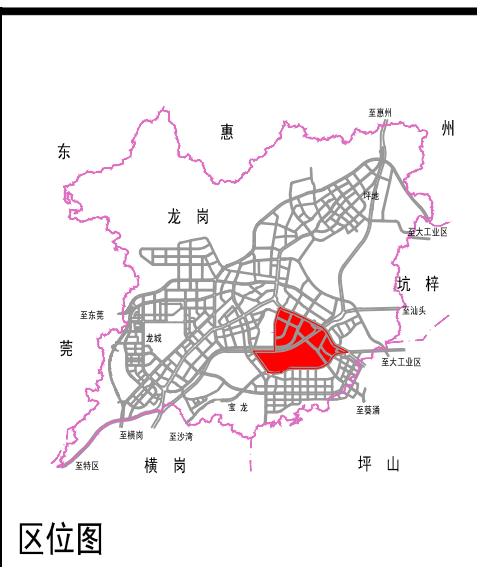 至惠州
惠
州
东
坪地
龙 岗
至大工业区
坑 梓
至汕头
至东莞
龙城
莞
至大工业区
宝 龙
至葵涌
至横岗
至沙湾
至特区
横 岗
坪 山
区位图